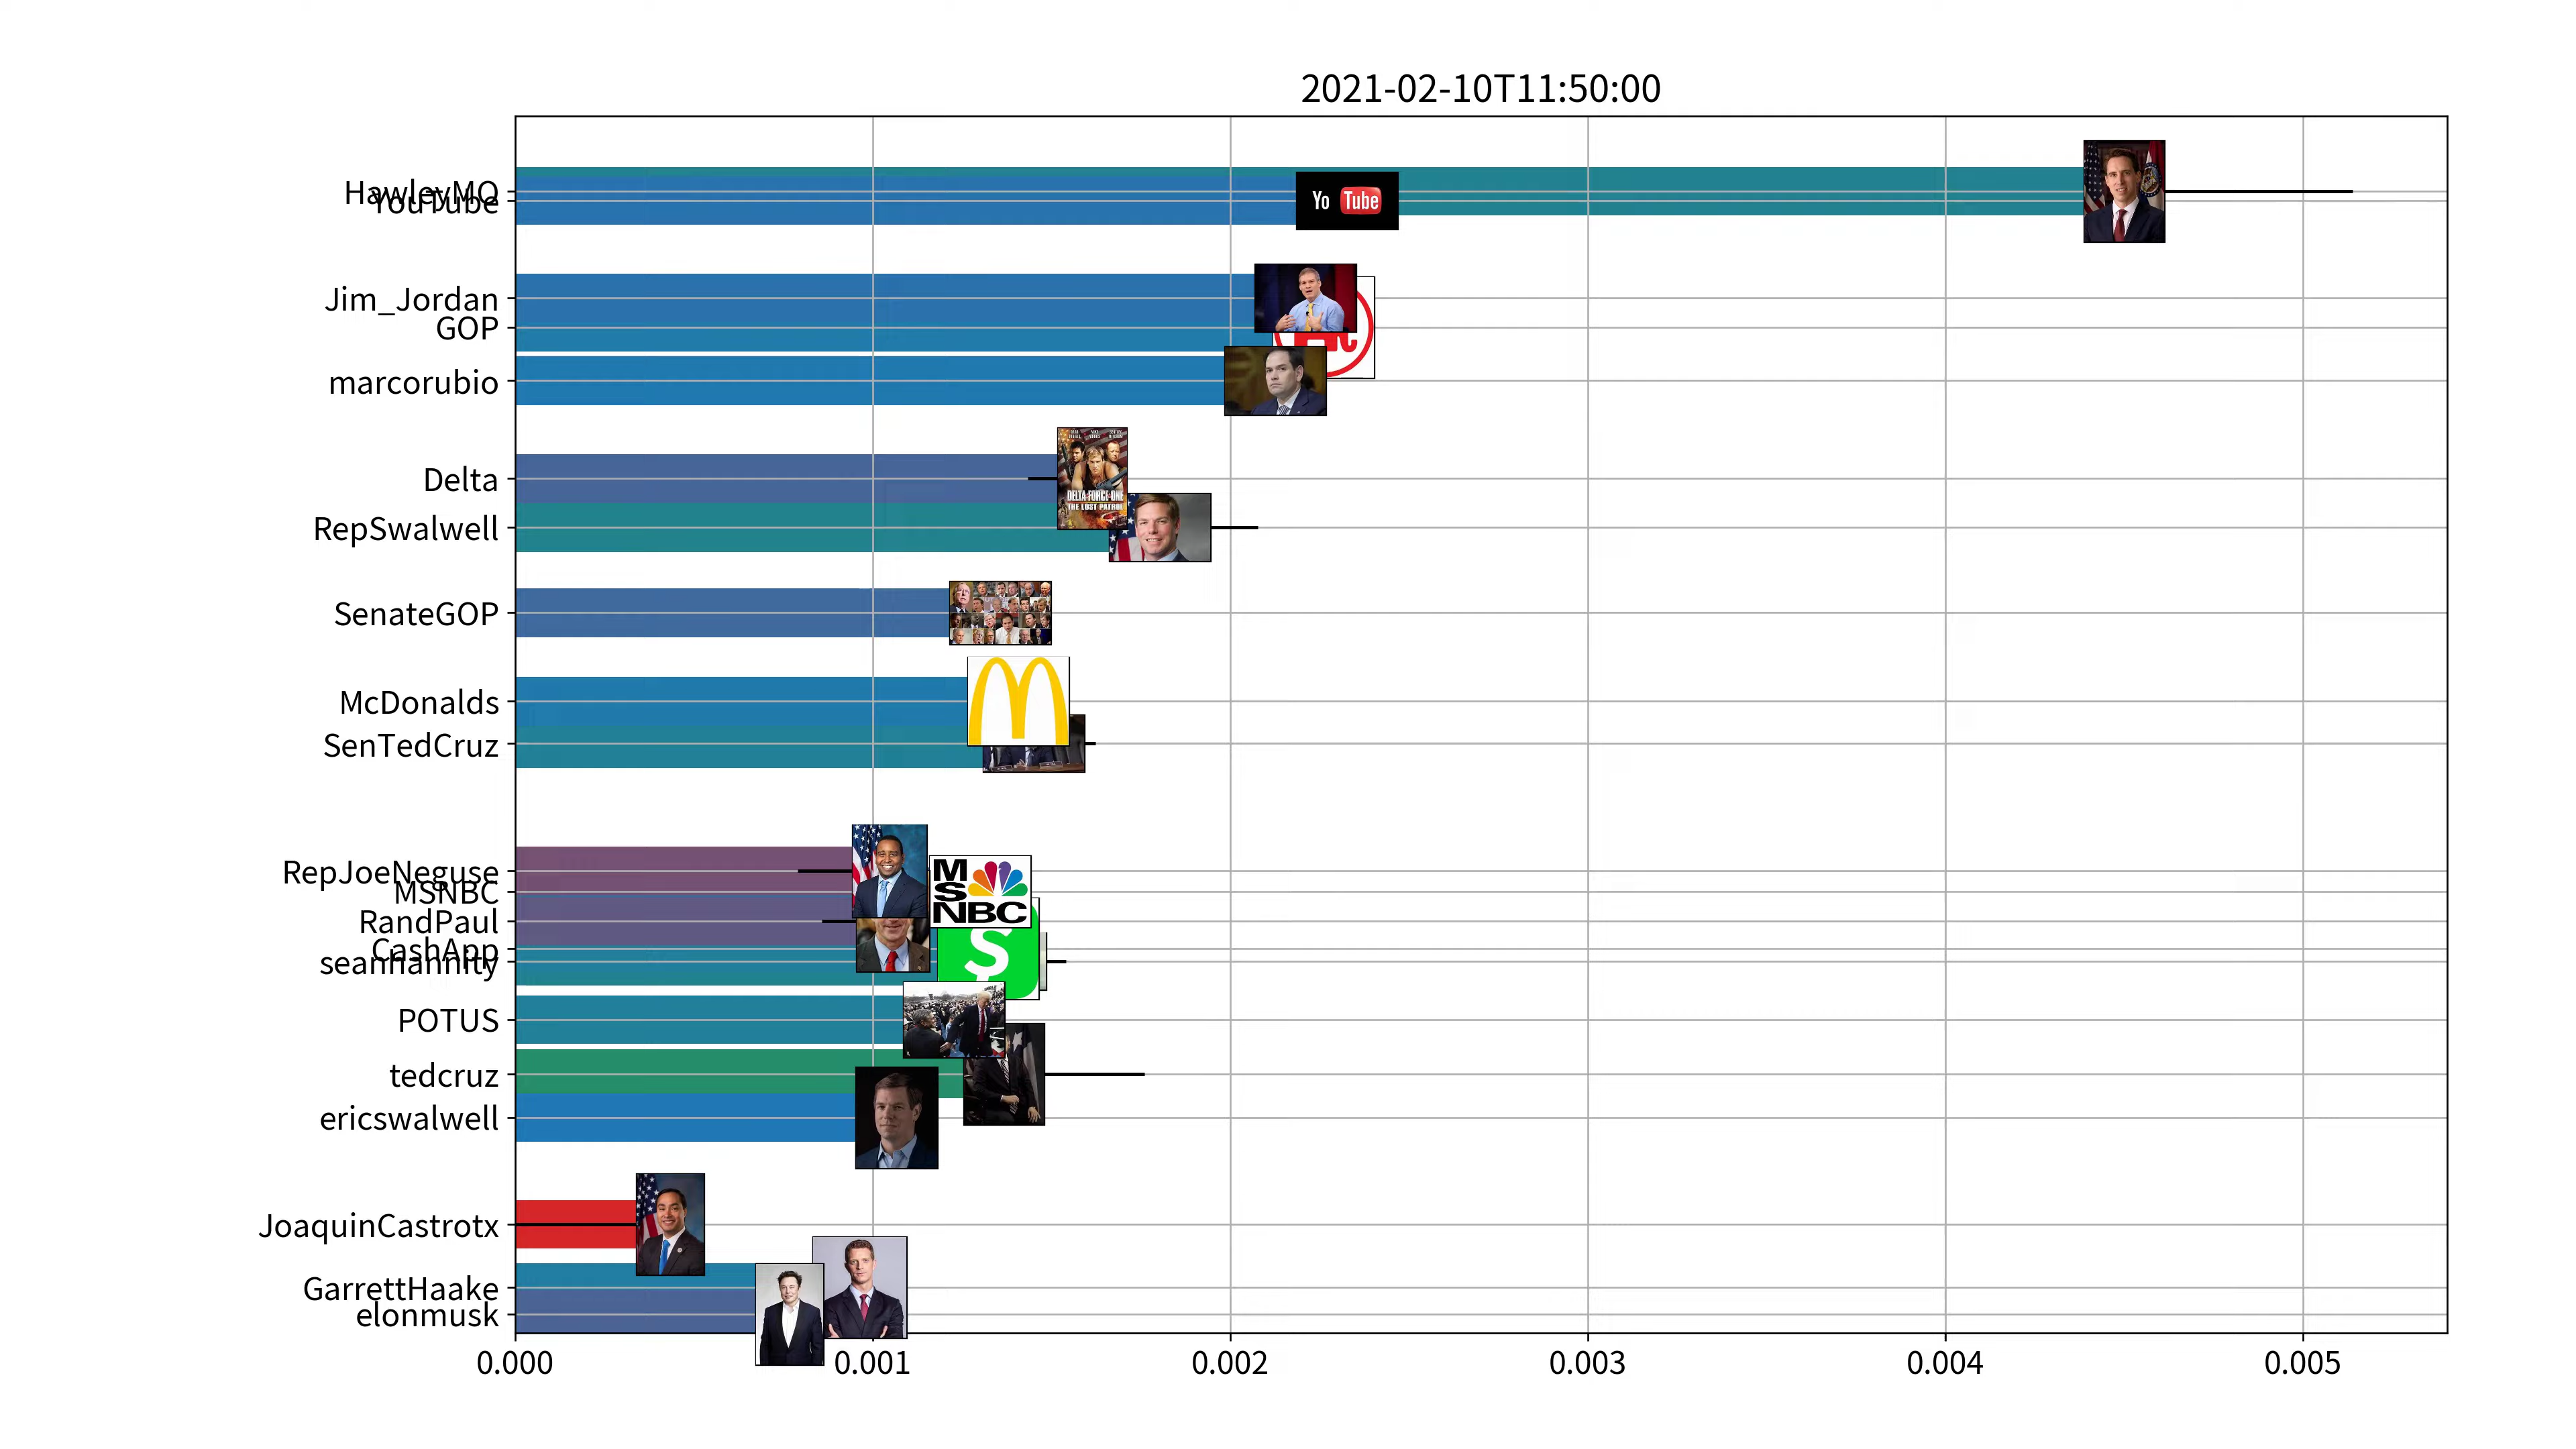 2021-02-10T11:50:00
HawleyMO
YouTube
Yo Tube
Jim_Jordan
GOP
marcorubio
Delta
DELTA FORCE ONE
THE LOST PATROL
RepSwalwell
SenateGOP
McDonalds
SenTedCruz
RepJoeNeguse
MSNBC
M
S
NBC
RandPaul
CashApp
seanhannity
$
POTUS
tedcruz
ericswalwell
JoaquinCastrotx
GarrettHaake
elonmusk
0.000 0.001 0.002 0.003 0.004 0.005